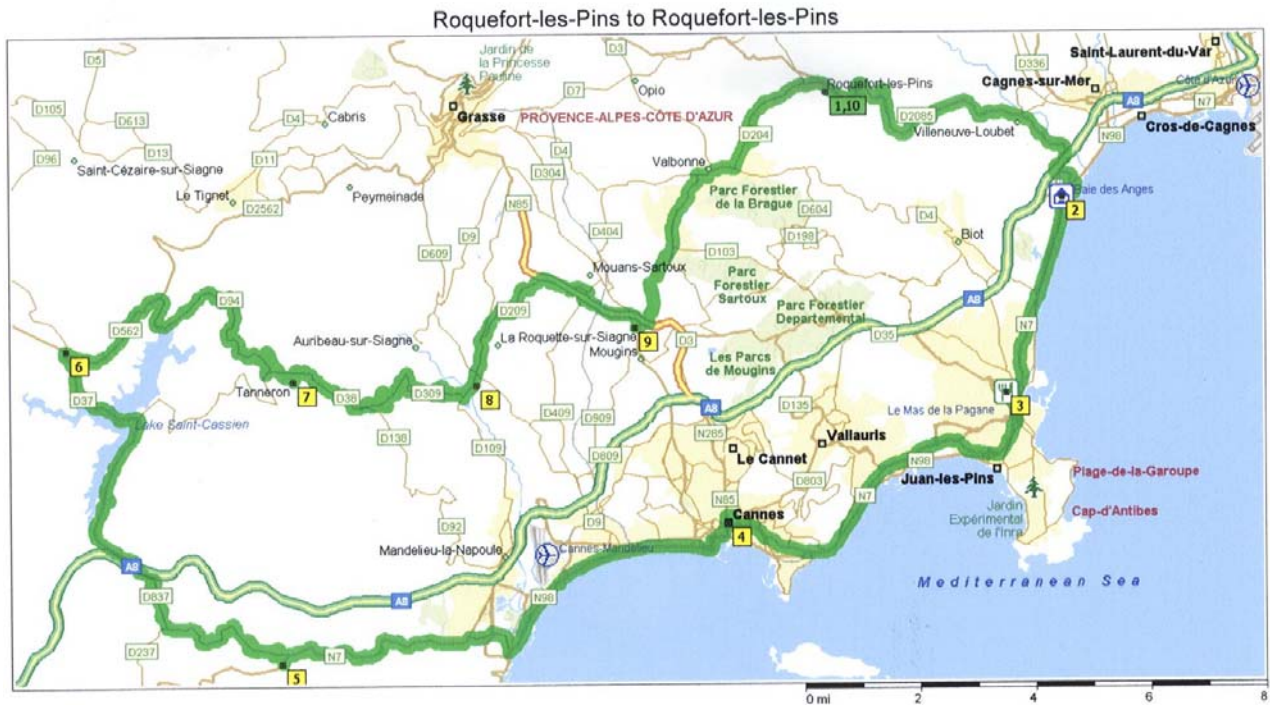 Roquefort-les-Pins to Roquefort-les-Pins
D5
Jardin de
la Princesse
Pauline
D3
D336
Saint-Laurent-du-Var
D105
D613
D4
Cabris
Grasse
D7
Opio
Roquefort-les-Pins
1,10
Cagnes-sur-Mer
Côte d'Azur
A8
N7
PROVENCE-ALPES-CÔTE D'AZUR
D2085
Villeneuve-Loubet
N98
Cros-de-Cagnes
D96
D13
D11
Saint-Cézaire-sur-Siagne
D4
D304
D204
Valbonne
Le Tignet
D2562
Peymeinade
N85
Parc Forestier
de la Brague
Baie des Anges
2
D604
D4
D9
D404
D198
Biot
D609
D103
Mouans-Sartoux
Parc
Forestier
Sartoux
D94
A8
Parc Forestier
Departemental
D562
D209
D35
N7
Auribeau-sur-Siagne
La Roquette-sur-Siagne
Mougins
9
D3
Les Parcs
de Mougins
6
Tanneron
7
D38
D309
8
D37
A8
D135
Le Mas de la Pagane
3
Lake Saint-Cassien
D138
D109
D409
D909
D809
N285
Le Cannet
Vallauris
N98
Juan-les-Pins
Plage-de-la-Garoupe
D803
N7
N85
Cannes
4
Jardin
Expérimental
de l'Inra
Cap-d'Antibes
D92
D9
Mandelieu-la-Napoule
Cannes-Mandelieu
A8
Mediterranean Sea
D837
A8
N98
D237
N7
5
0 mi
2
4
6
8